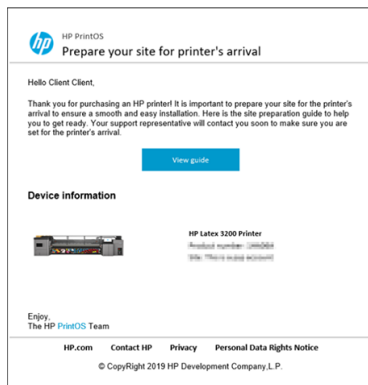 hp
HP PrintOS
Prepare your site for printer's arrival
Hello Client Client,
Thank you for purchasing an HP printer! It is important to prepare your site for the printer's
arrival to ensure a smooth and easy installation. Here is the site preparation guide to help
you to get ready. Your support representative will contact you soon to make sure you are
set for the printer's arrival.
View guide
Device information
HP Latex 3200 Printer
Product number:
Site:
Enjoy,
The HP PrintOS Team
HP.com Contact HP Privacy Personal Data Rights Notice
© CopyRight 2019 HP Development Company,L.P.